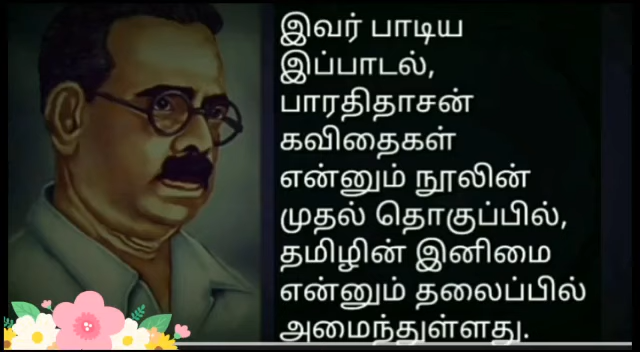 இவர் பாடிய
இப்பாடல்,
பாரதிதாசன்
கவிதைகள்
என்னும் நூலின்
முதல் தொகுப்பில்,
தமிழின் இனிமை
என்னும் தலைப்பில்
அமைந்துள்ளது.